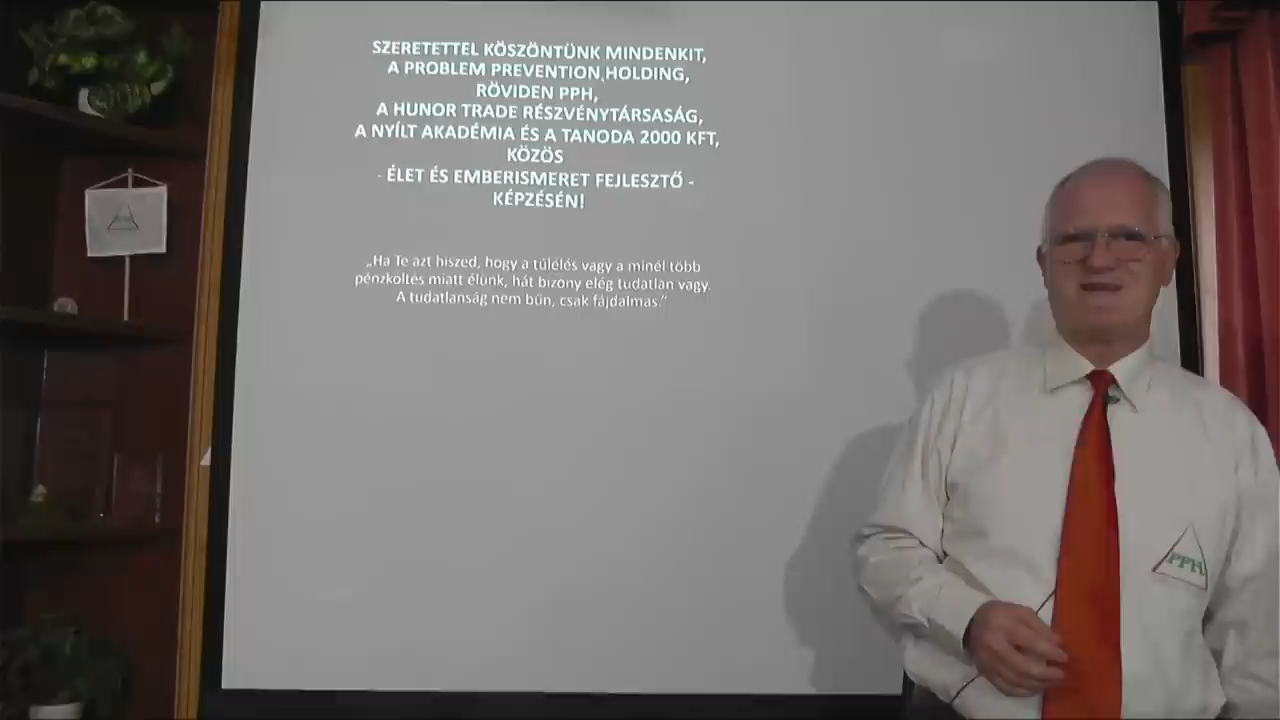 SZERETETTEL KÖSZÖNTÜNK MINDENKIT,
A PROBLEM PREVENTION HOLDING,
RÖVIDEN PPH,
A HUNOR TRADE RÉSZVÉNYTÁRSASÁG,
A NYÍLT AKADÉMIA ÉS A TANODA 2000 KFT,
KÖZÖS
- ÉLET ÉS EMBERISMERET FEJLESZTŐ -
KÉPZÉSÉN!
„Ha Te azt hiszed, hogy a túlélés vagy a minél több
pénzköltés miatt élünk, hát bizony elég tudatlan vagy.
A tudatlanság nem bűn, csak fájdalmas.”
PPH